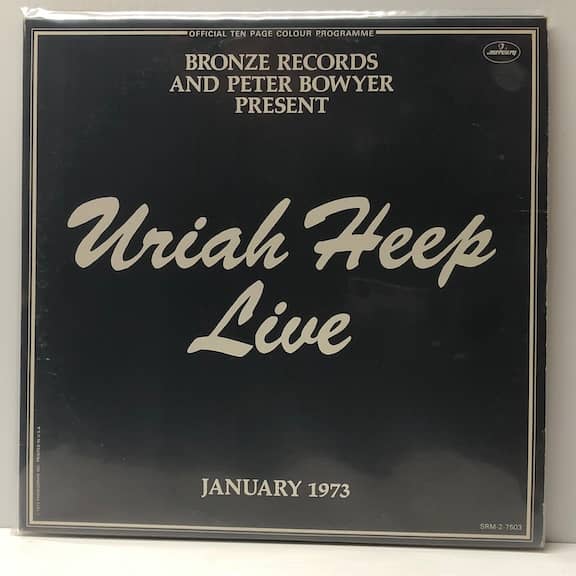 OFFICIAL TEN PAGE COLOUR PROGRAMME
mercury
BRONZE RECORDS
AND PETER BOWYER
PRESENT
Uriah Heep
Live
JANUARY 1973
SRM-2-7503